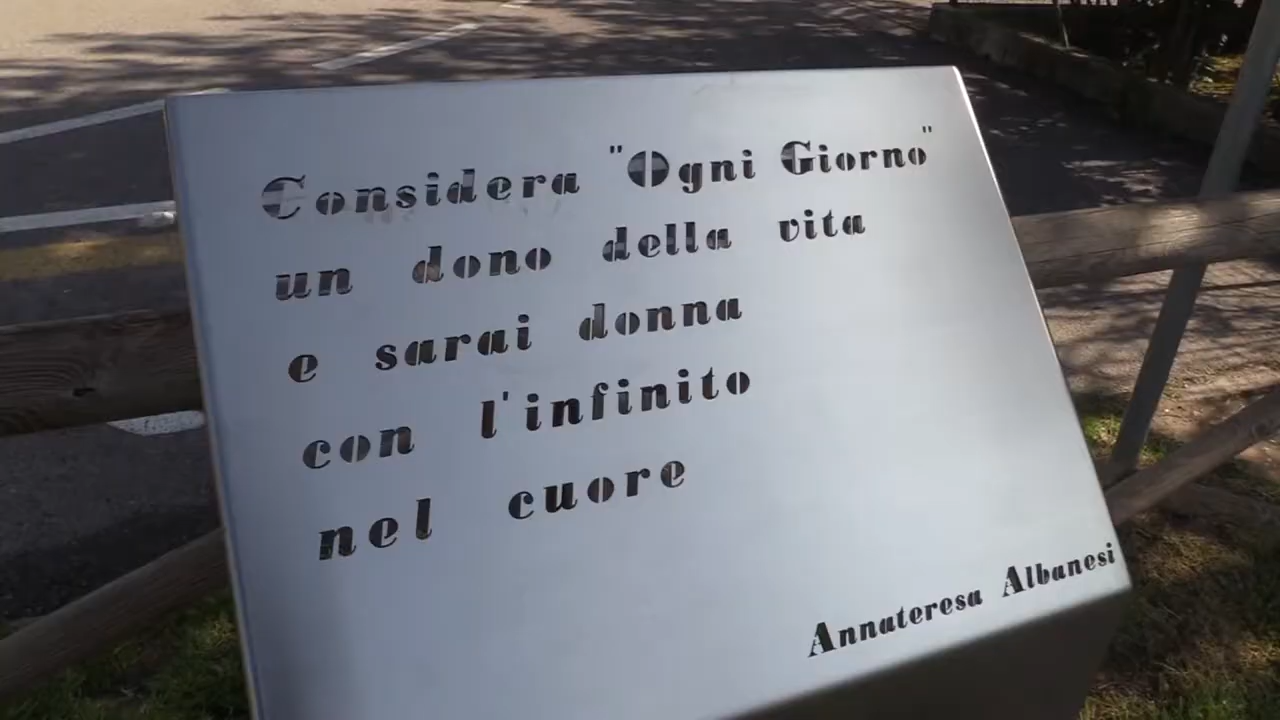 Considera "Ogni Giorno"
un dono della vita
e sarai donna
con l'infinito
nel cuore
Annateresa Albanesi